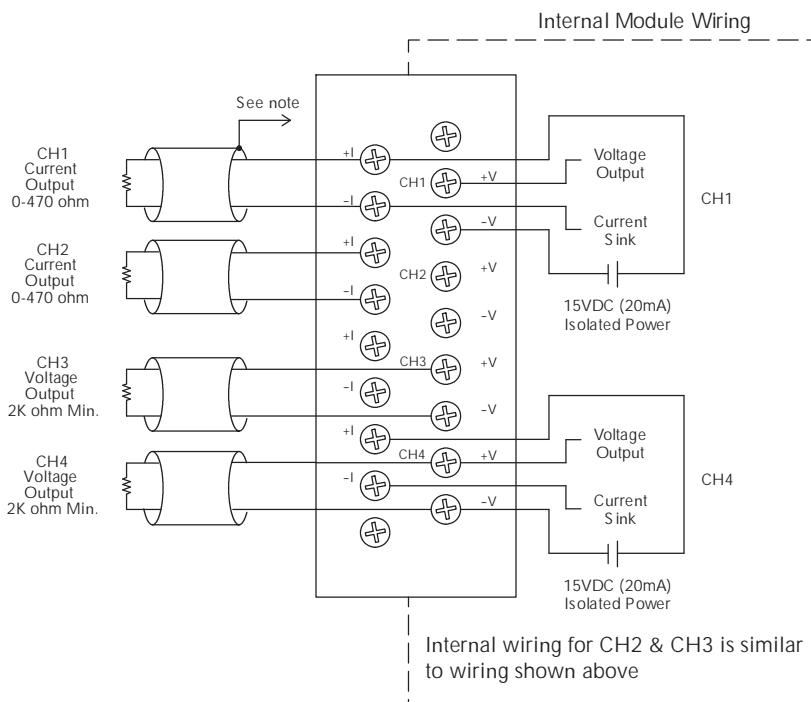 Internal Module Wiring
See note
CH1
Current
Output
0-470 ohm
CH2
Current
Output
0-470 ohm
CH3
Voltage
Output
2K ohm Min.
CH4
Voltage
Output
2K ohm Min.
+I
CH1
+V
-I
-V
+I
CH2
+V
-I
-V
+I
CH3
+V
-I
-V
+I
CH4
+V
-I
-V
Voltage
Output
CH1
Current
Sink
15VDC (20mA)
Isolated Power
Voltage
Output
CH4
Current
Sink
15VDC (20mA)
Isolated Power
Internal wiring for CH2 & CH3 is similar
to wiring shown above